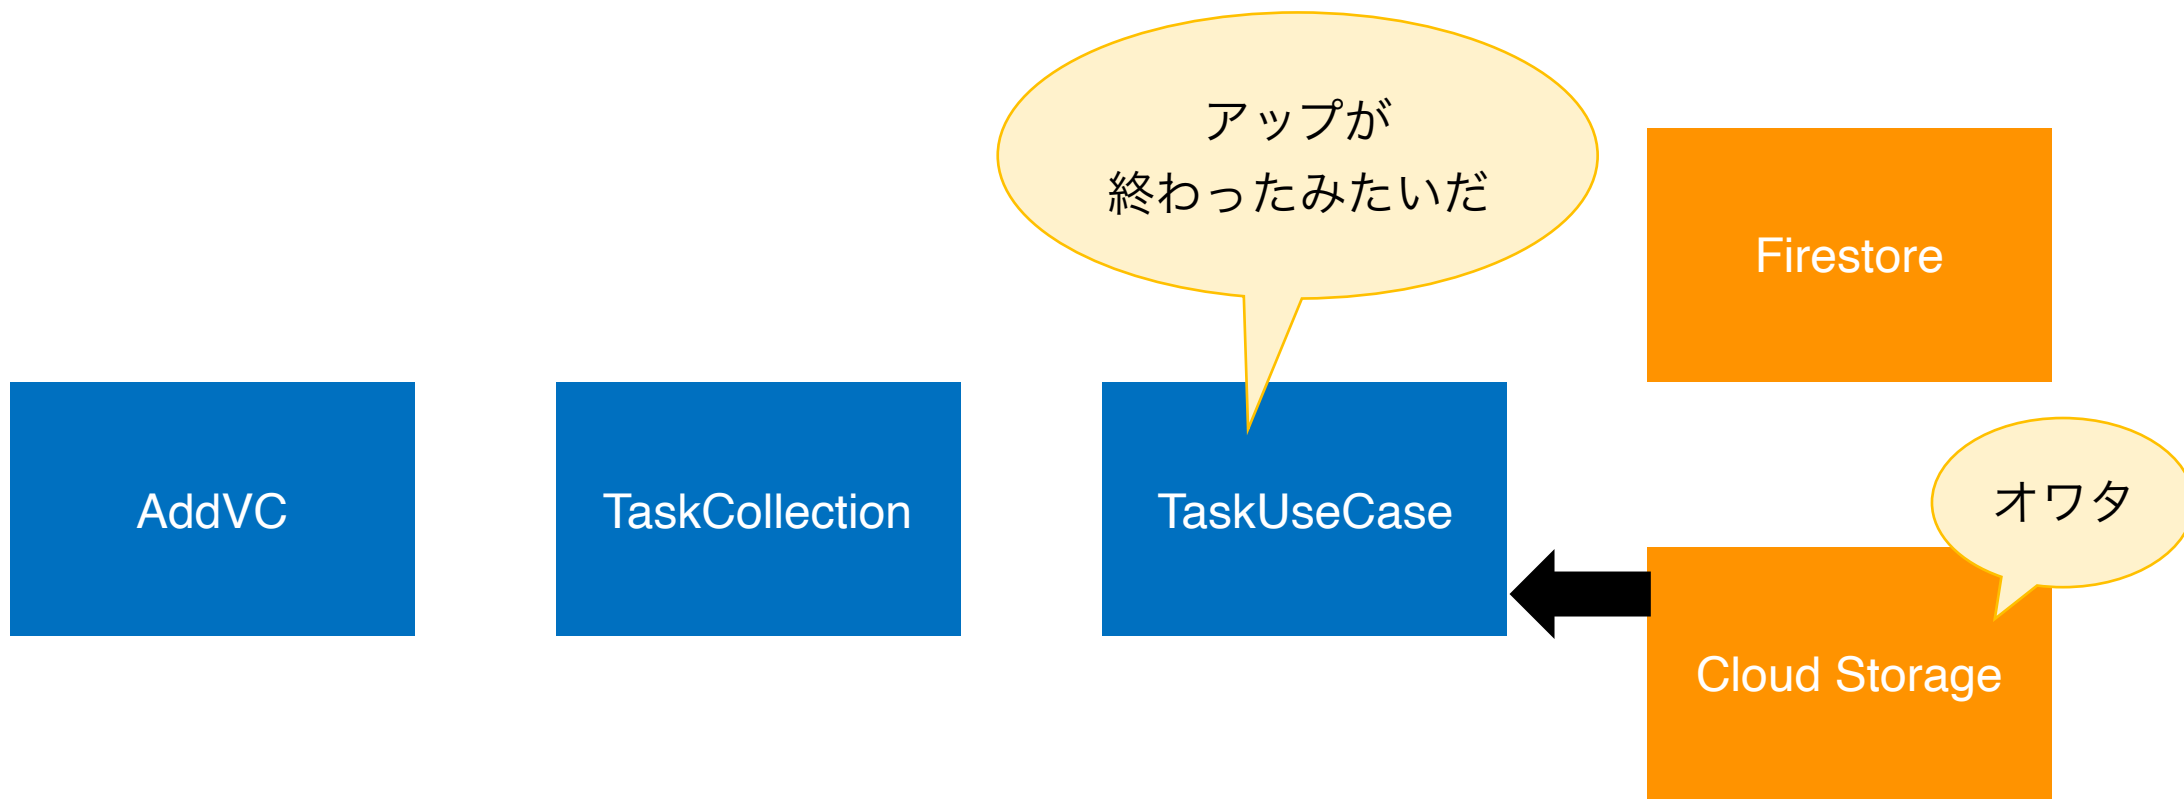 アップが
終わったみたいだ
Firestore
AddVC
TaskCollection
TaskUseCase
オワタ
Cloud Storage